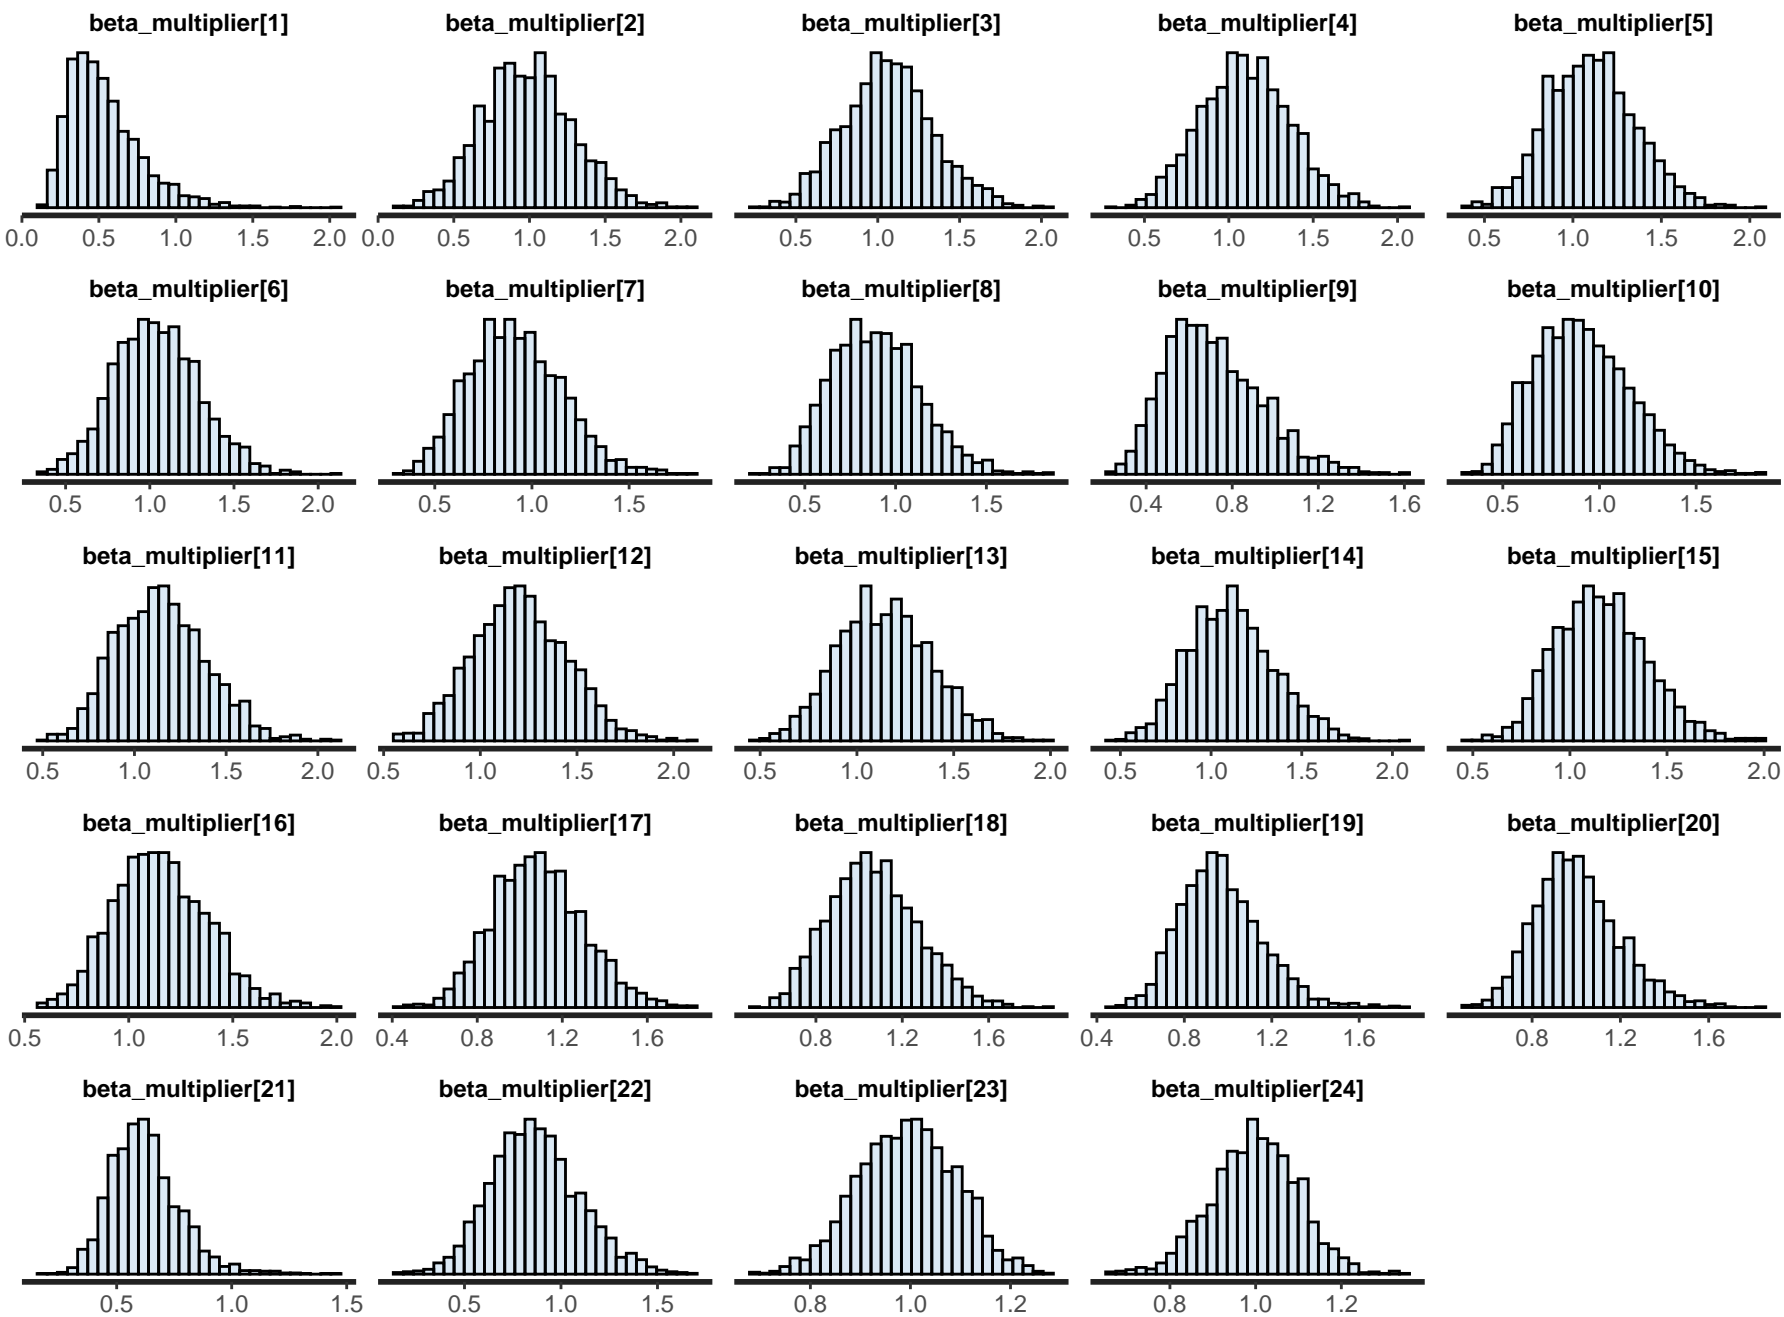 beta_multiplier[1] beta_multiplier[2] beta_multiplier[3] beta_multiplier[4] beta_multiplier[5]
0.0 0.5 1.0 1.5 2.0 0.0 0.5 1.0 1.5 2.0 0.5 1.0 1.5 2.0 0.5 1.0 1.5 2.0 0.5 1.0 1.5 2.0
beta_multiplier[6] beta_multiplier[7] beta_multiplier[8] beta_multiplier[9] beta_multiplier[10]
0.5 1.0 1.5 2.0 0.5 1.0 1.5 0.5 1.0 1.5 0.4 0.8 1.2 1.6 0.5 1.0 1.5
beta_multiplier[11] beta_multiplier[12] beta_multiplier[13] beta_multiplier[14] beta_multiplier[15]
0.5 1.0 1.5 2.0 0.5 1.0 1.5 2.0 0.5 1.0 1.5 2.0 0.5 1.0 1.5 2.0 0.5 1.0 1.5 2.0
beta_multiplier[16] beta_multiplier[17] beta_multiplier[18] beta_multiplier[19] beta_multiplier[20]
0.5 1.0 1.5 2.0 0.4 0.8 1.2 1.6 0.8 1.2 1.6 0.4 0.8 1.2 1.6 0.8 1.2 1.6
beta_multiplier[21] beta_multiplier[22] beta_multiplier[23] beta_multiplier[24]
0.5 1.0 1.5 0.5 1.0 1.5 0.8 1.0 1.2 0.8 1.0 1.2